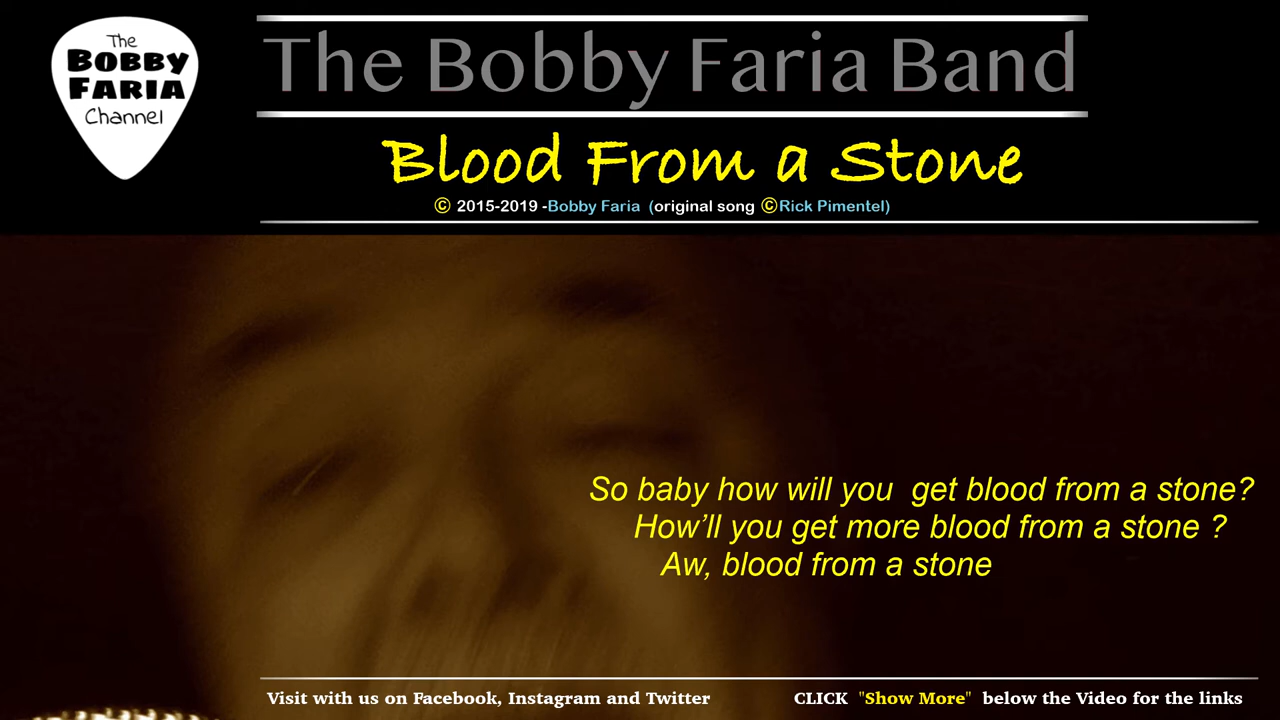 The
BOBBY
FARIA
Channel
The Bobby Faria Band
Blood From a Stone
© 2015-2019 -Bobby Faria (original song ©Rick Pimentel)
So baby how will you get blood from a stone?
How’ll you get more blood from a stone ?
Aw, blood from a stone
Visit with us on Facebook, Instagram and Twitter
CLICK "Show More" below the Video for the links